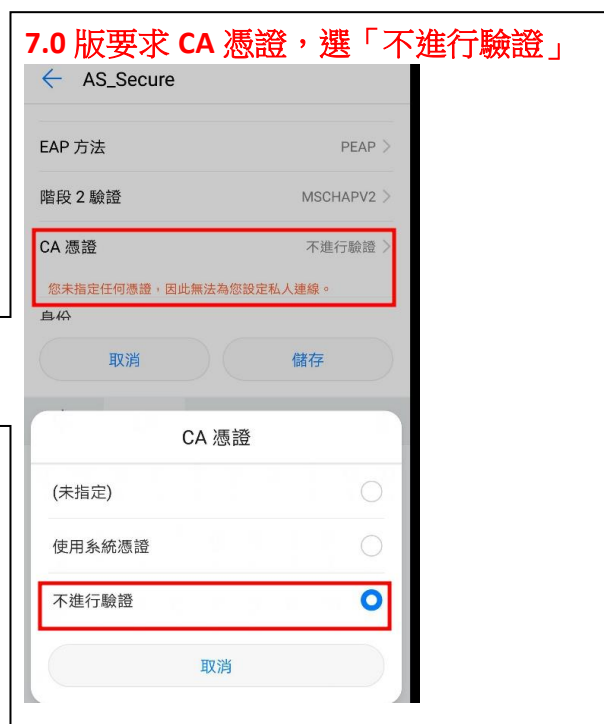 7.0 版要求 CA 憑證，選「不進行驗證」
← AS_Secure
EAP 方法 PEAP >
階段 2 驗證 MSCHAPV2 >
CA 憑證 不進行驗證 >
您未指定任何憑證，因此無法為您設定私人連線。
身份
取消 儲存
CA 憑證
(未指定)
使用系統憑證
不進行驗證
取消